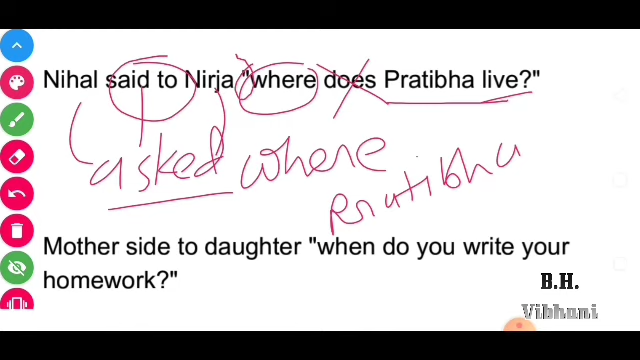 Nihal said to Nirja "where does Pratibha live?"
asked where
Pratibha
Mother side to daughter "when do you write your
homework?"
B.H.
Vibhuni